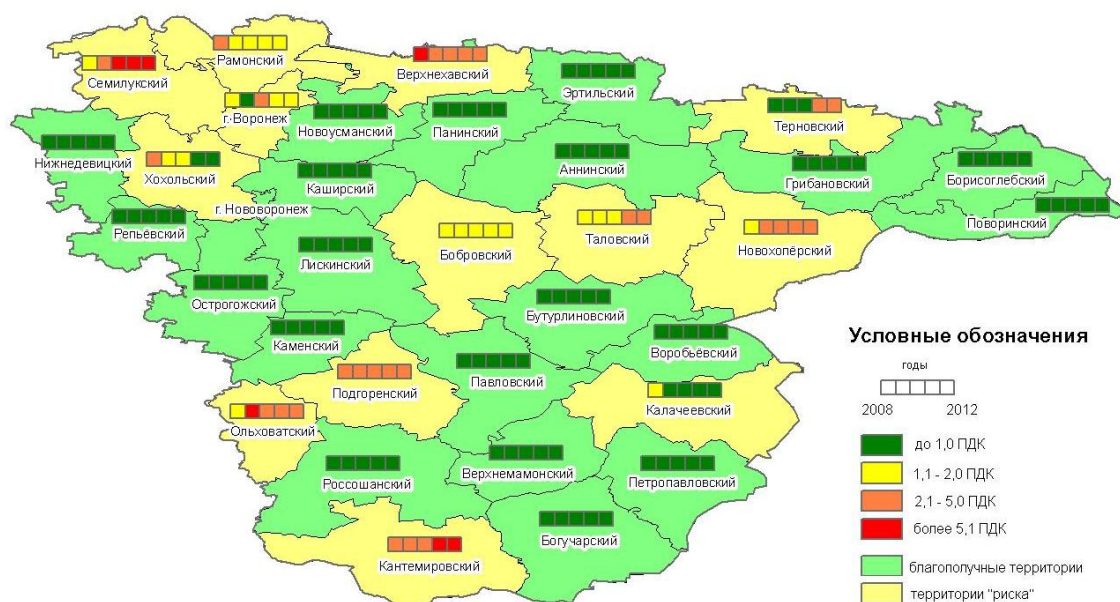 Рамонский
Семилукский
Верхнехавский
Эртильский
г.Воронеж
Новоусманский
Панинский
Терновский
Нижнедевицкий
Хохольский
Каширский
Аннинский
Грибановский
Борисоглебский
г. Нововоронеж
Репьёвский
Поворинский
Лискинский
Бобровский
Таловский
Новохопёрский
Острогожский
Бутурлиновский
Каменский
Воробьёвский
Подгоренский
Павловский
Калачеевский
Ольховатский
Россошанский
Верхнемамонский
Петропавловский
Богучарский
Кантемировский
Условные обозначения
годы
2008 2012
до 1,0 ПДК
1,1 - 2,0 ПДК
2,1 - 5,0 ПДК
более 5,1 ПДК
благополучные территории
территории "риска"